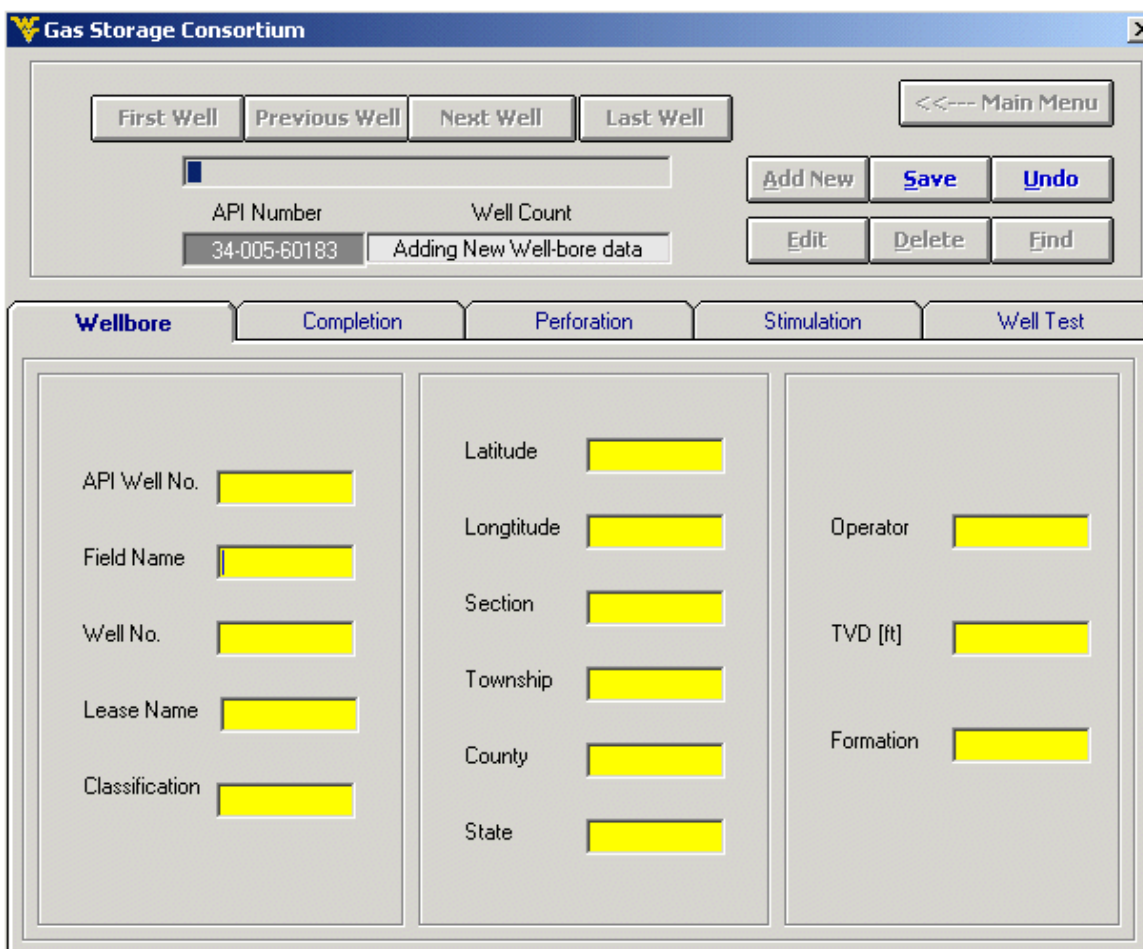 Gas Storage Consortium
First Well Previous Well Next Well Last Well <<--- Main Menu
Add New Save Undo
API Number Well Count
34-005-60183 Adding New Well-bore data
Edit Delete Find
Wellbore Completion Perforation Stimulation Well Test
API Well No.
Field Name
Well No.
Lease Name
Classification
Latitude
Longtitude
Section
Township
County
State
Operator
TVD [ft]
Formation